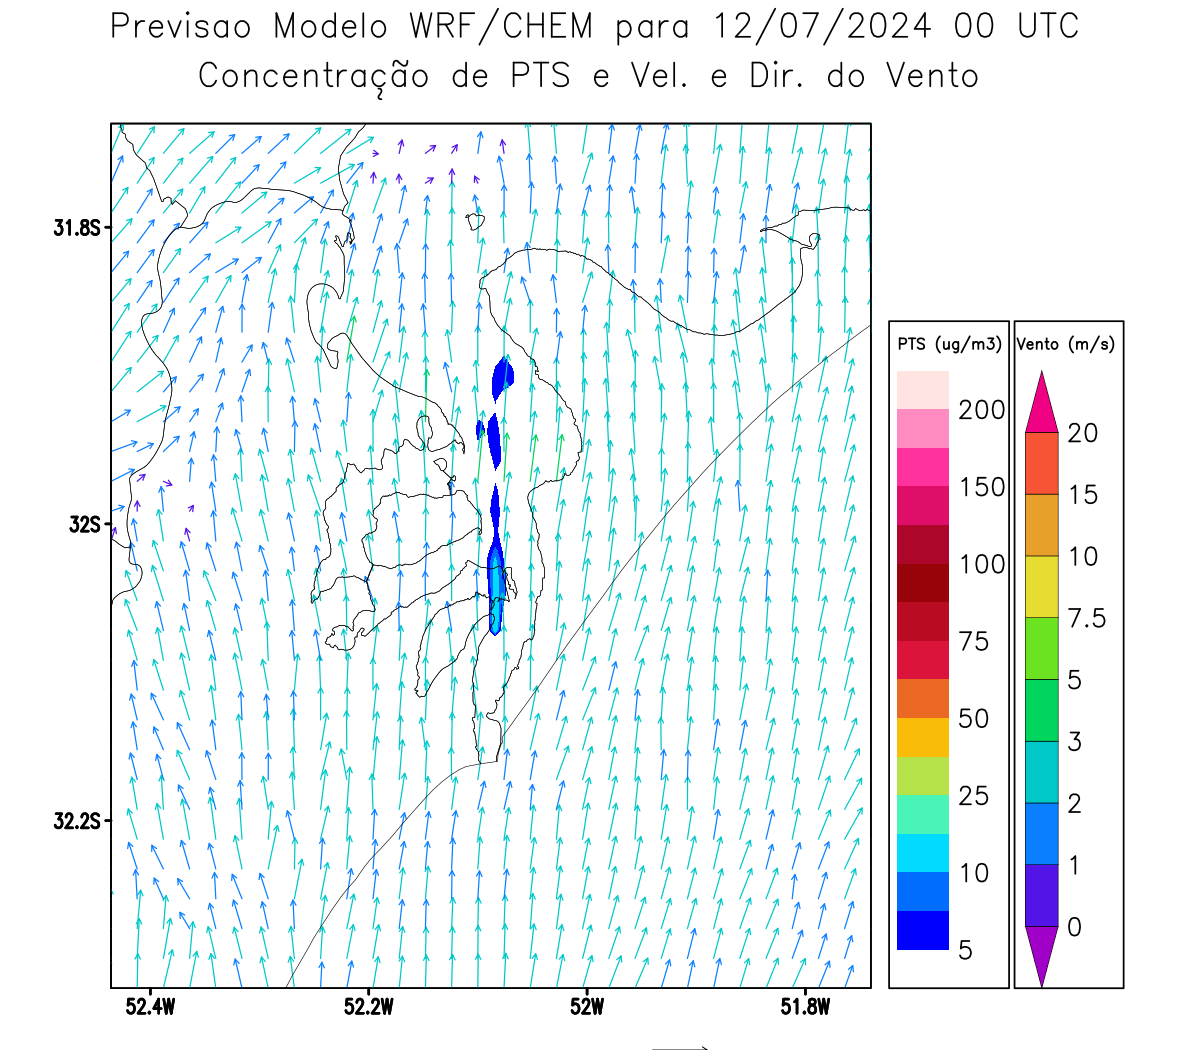 Previsao Modelo WRF/CHEM para 12/07/2024 00 UTC
Concentração de PTS e Vel. e Dir. do Vento
31.8S
32S
32.2S
52.4W
52.2W
52W
51.8W
PTS (ug/m3)
200
150
100
75
50
25
10
5
Vento (m/s)
20
15
10
7.5
5
3
2
1
0